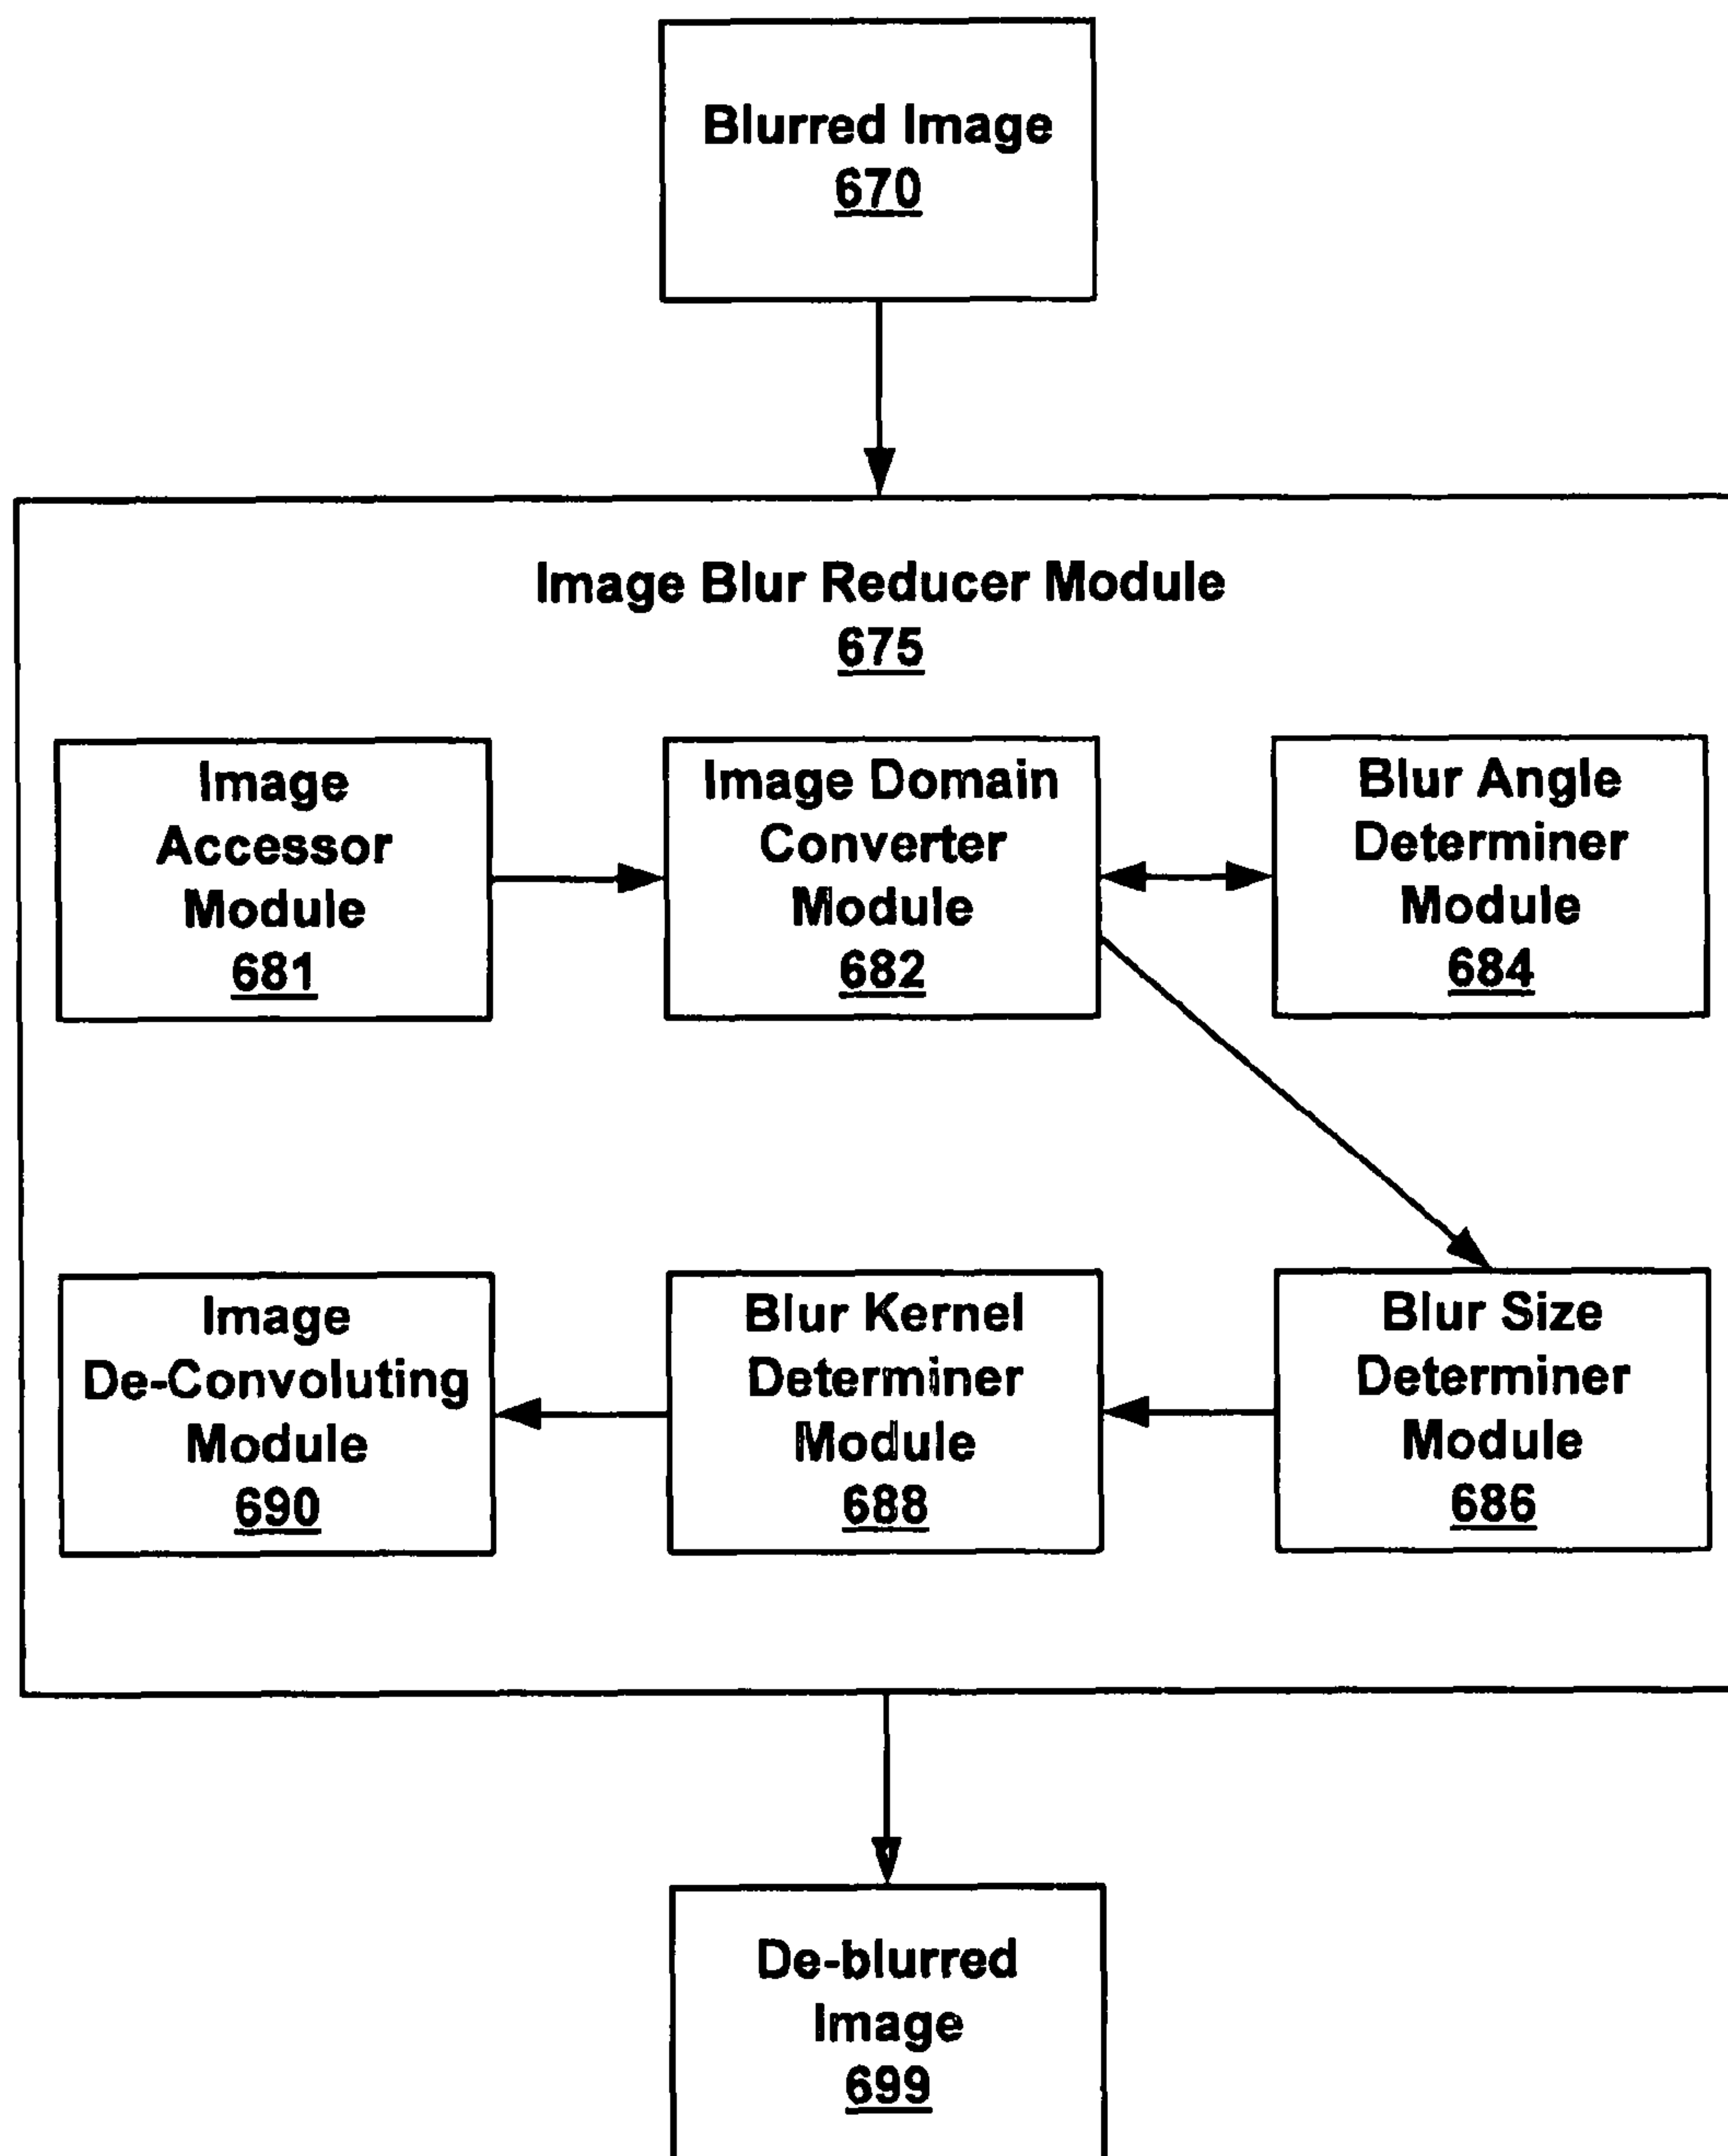 Blurred Image
670
Image Blur Reducer Module
675
Image
Accessor
Module
681
Image Domain
Converter
Module
682
Blur Angle
Determiner
Module
684
Image
De-Convoluting
Module
690
Blur Kernel
Determiner
Module
688
Blur Size
Determiner
Module
686
De-blurred
Image
699